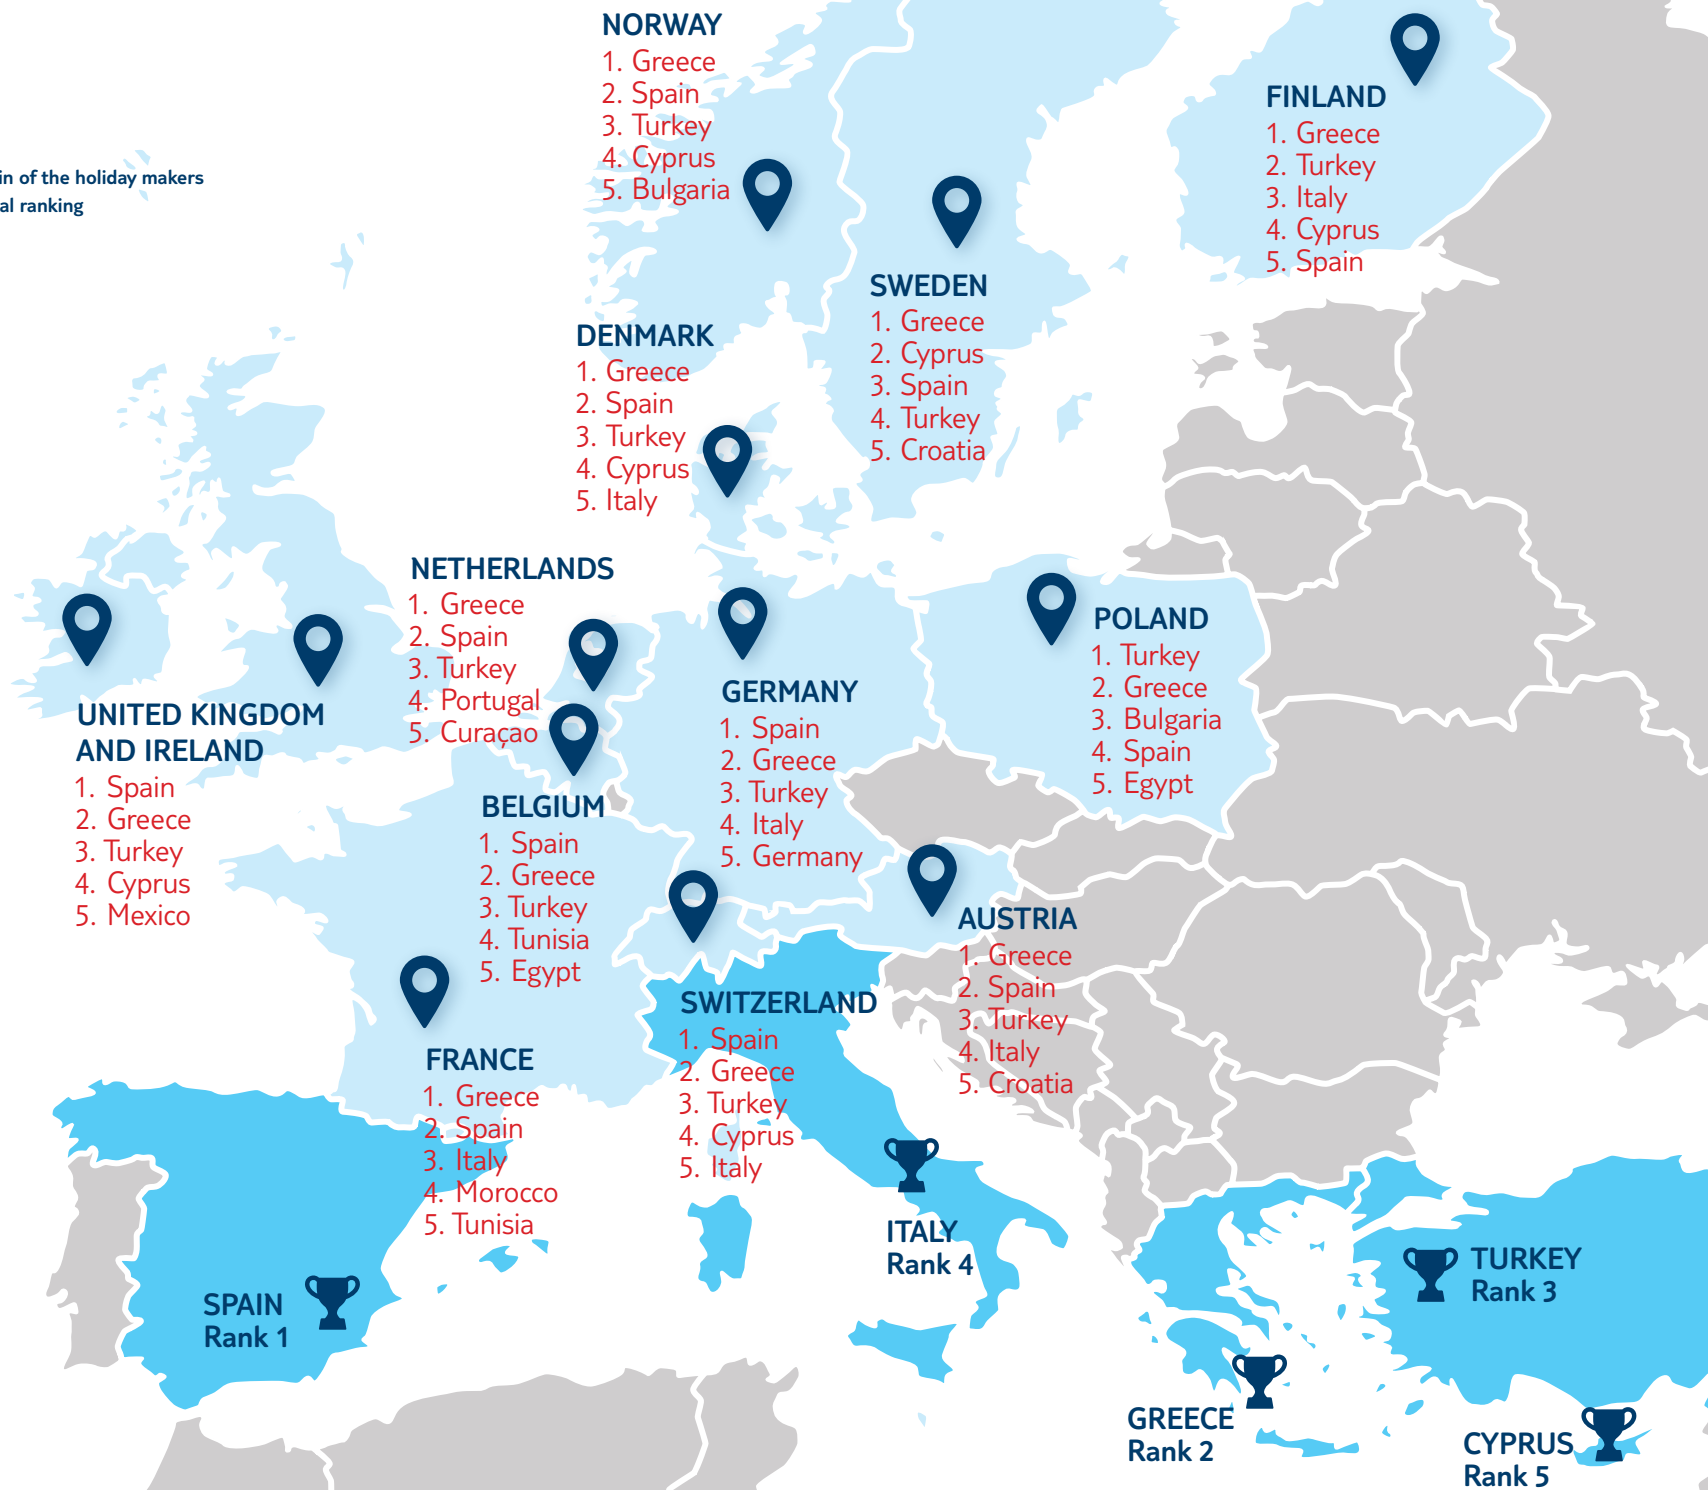 in of the holiday makers
al ranking
NORWAY
1. Greece
2. Spain
3. Turkey
4. Cyprus
5. Bulgaria
FINLAND
1. Greece
2. Turkey
3. Italy
4. Cyprus
5. Spain
SWEDEN
1. Greece
2. Cyprus
3. Spain
4. Turkey
5. Croatia
DENMARK
1. Greece
2. Spain
3. Turkey
4. Cyprus
5. Italy
NETHERLANDS
1. Greece
2. Spain
3. Turkey
4. Portugal
5. Curaçao
POLAND
1. Turkey
2. Greece
3. Bulgaria
4. Spain
5. Egypt
UNITED KINGDOM
AND IRELAND
1. Spain
2. Greece
3. Turkey
4. Cyprus
5. Mexico
GERMANY
1. Spain
2. Greece
3. Turkey
4. Italy
5. Germany
BELGIUM
1. Spain
2. Greece
3. Turkey
4. Tunisia
5. Egypt
AUSTRIA
1. Greece
2. Spain
3. Turkey
4. Italy
5. Croatia
SWITZERLAND
1. Spain
2. Greece
3. Turkey
4. Cyprus
5. Italy
FRANCE
1. Greece
2. Spain
3. Italy
4. Morocco
5. Tunisia
ITALY
Rank 4
TURKEY
Rank 3
SPAIN
Rank 1
GREECE
Rank 2
CYPRUS
Rank 5